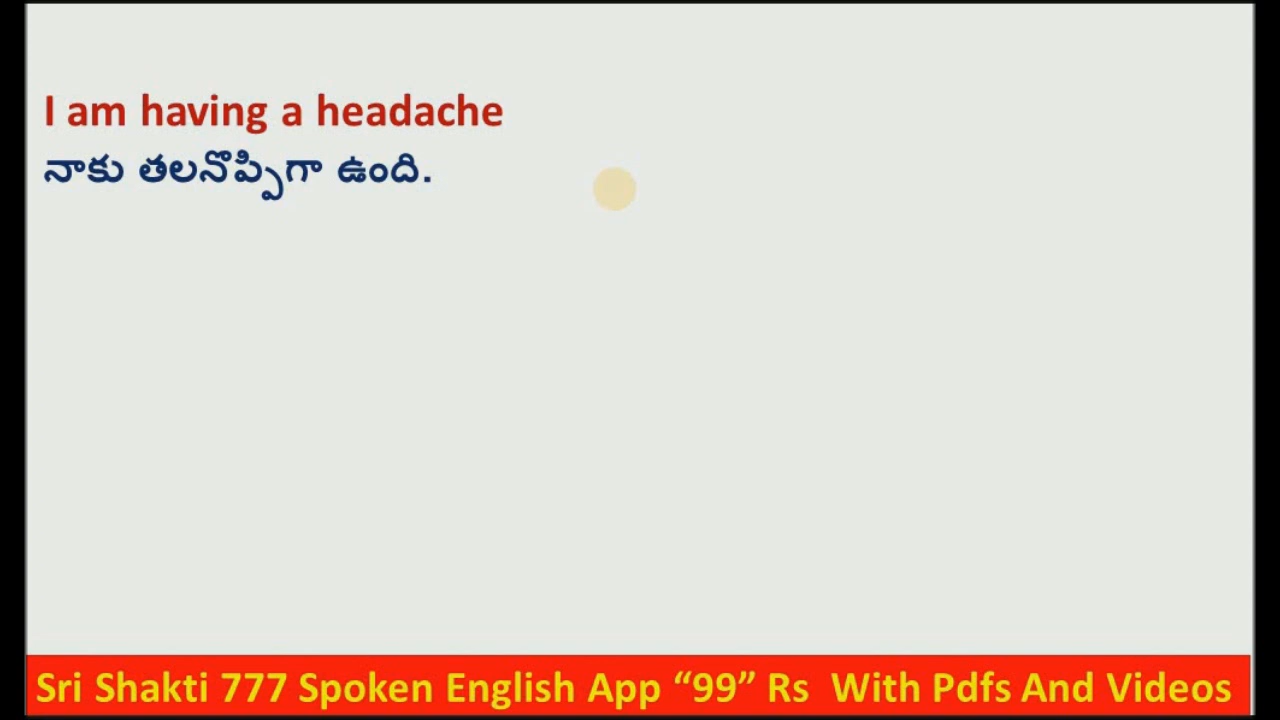 I am having a headache
నాకు తలనొప్పిగా ఉంది.
Sri Shakti 777 Spoken English App “99” Rs With Pdfs And Videos